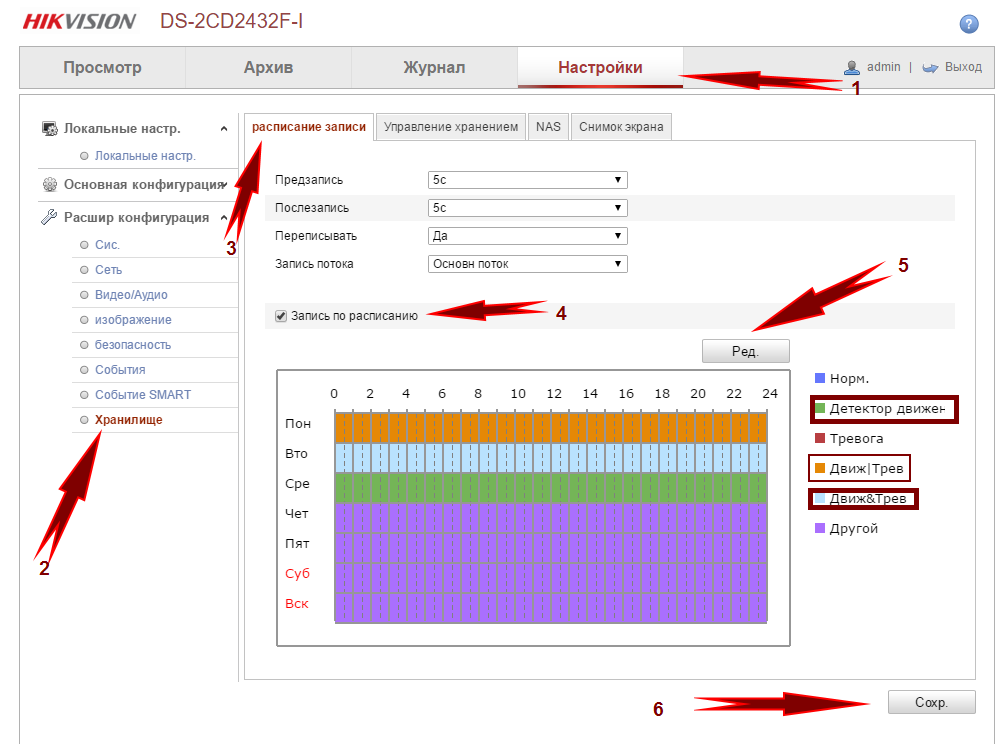 HIKVISION DS-2CD2432F-I ?
Просмотр Архив Журнал Настройки admin | Выход
1
Локальные настр.
Локальные настр.
Основная конфигурация
Расшир конфигурация
Сис.
Сеть
Видео/Аудио
изображение
безопасность
События
Событие SMART
Хранилище
2
расписание записи Управление хранением NAS Снимок экрана
3
Предзапись 5с
Послезапись 5с
Переписывать Да
Запись потока Основн поток
5
Запись по расписанию 4
Ред.
0 2 4 6 8 10 12 14 16 18 20 22 24
Пон
Вто
Сре
Чет
Пят
Суб
Вск
Норм.
Детектор движен
Тревога
Движ|Трев
Движ&Трев
Другой
6 Сохр.